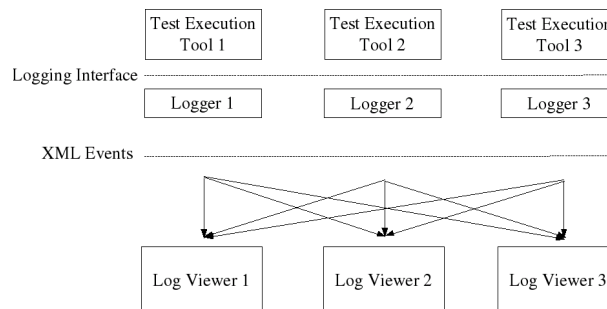 Test Execution
Tool 1
Test Execution
Tool 2
Test Execution
Tool 3
Logging Interface
Logger 1
Logger 2
Logger 3
XML Events
Log Viewer 1
Log Viewer 2
Log Viewer 3